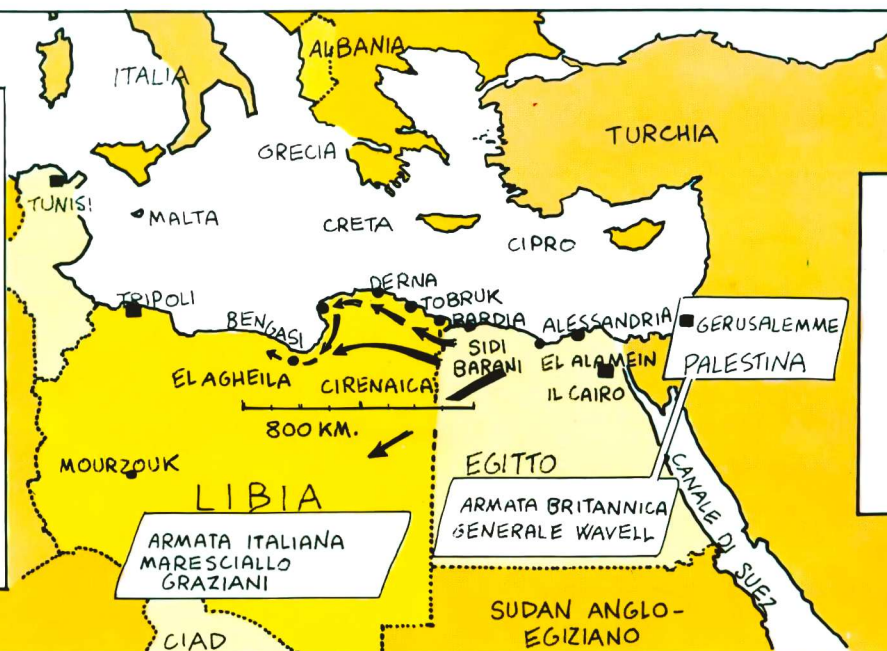 ITALIA
ALBANIA
GRECIA
TURCHIA
TUNISI
MALTA
CRETA
CIPRO
TRIPOLI
BENGASI
DERNA
TOBRUK
BARDIA
SIDI
BARANI
ALESSANDRIA
EL ALAMEIN
IL CAIRO
GERUSALEMME
PALESTINA
EL AGHEILA
CIRENAICA
800 KM.
MOURZOUK
LIBIA
EGITTO
ARMATA ITALIANA
MARESCIALLO
GRAZIANI
ARMATA BRITANNICA
GENERALE WAVELL
CANALE DI SUEZ
SUDAN ANGLO-
EGIZIANO
CIAD